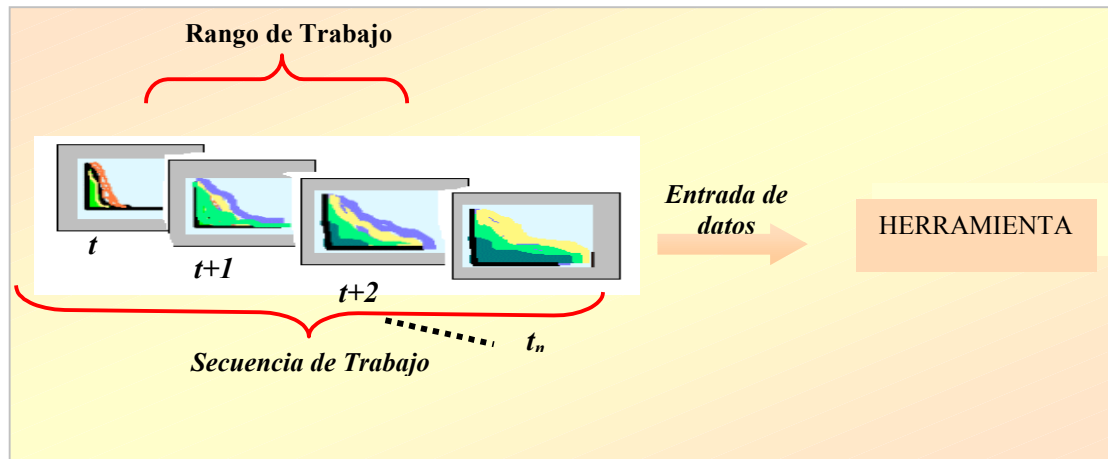 Rango de Trabajo
t
t+1
t+2
tₙ
Secuencia de Trabajo
Entrada de
datos
HERRAMIENTA